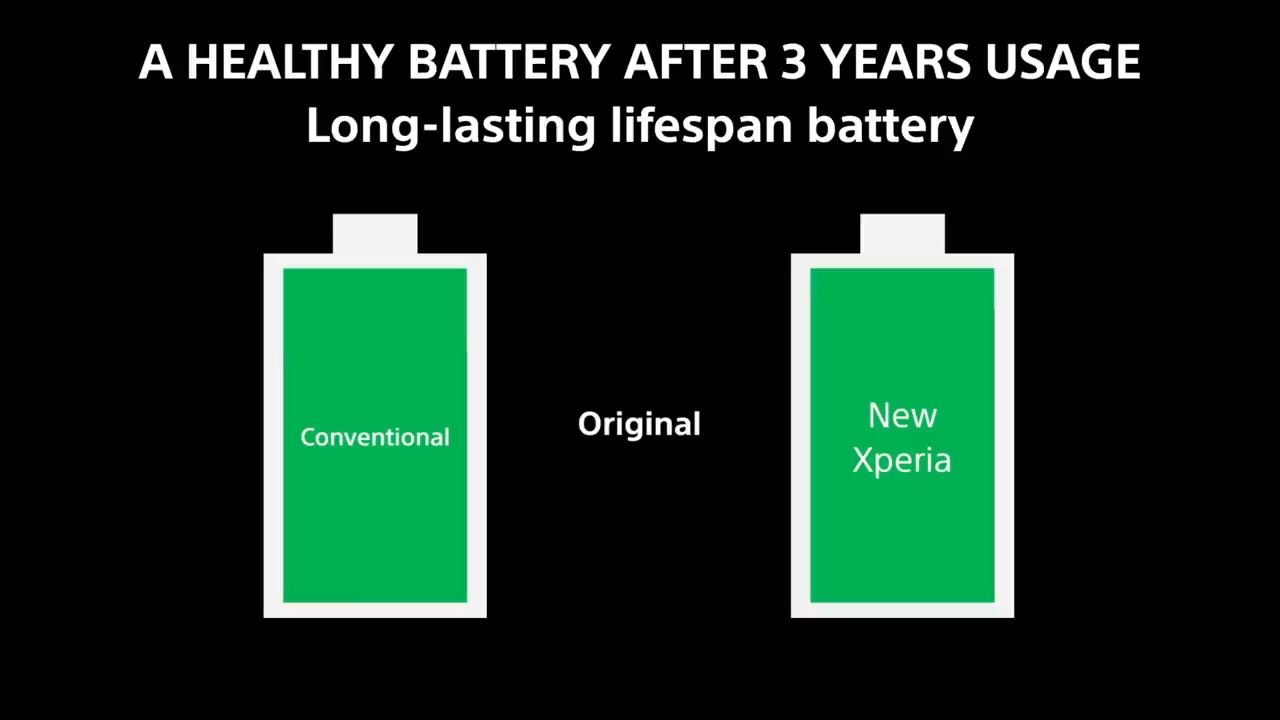 A HEALTHY BATTERY AFTER 3 YEARS USAGE
Long-lasting lifespan battery
Conventional
Original
New
Xperia